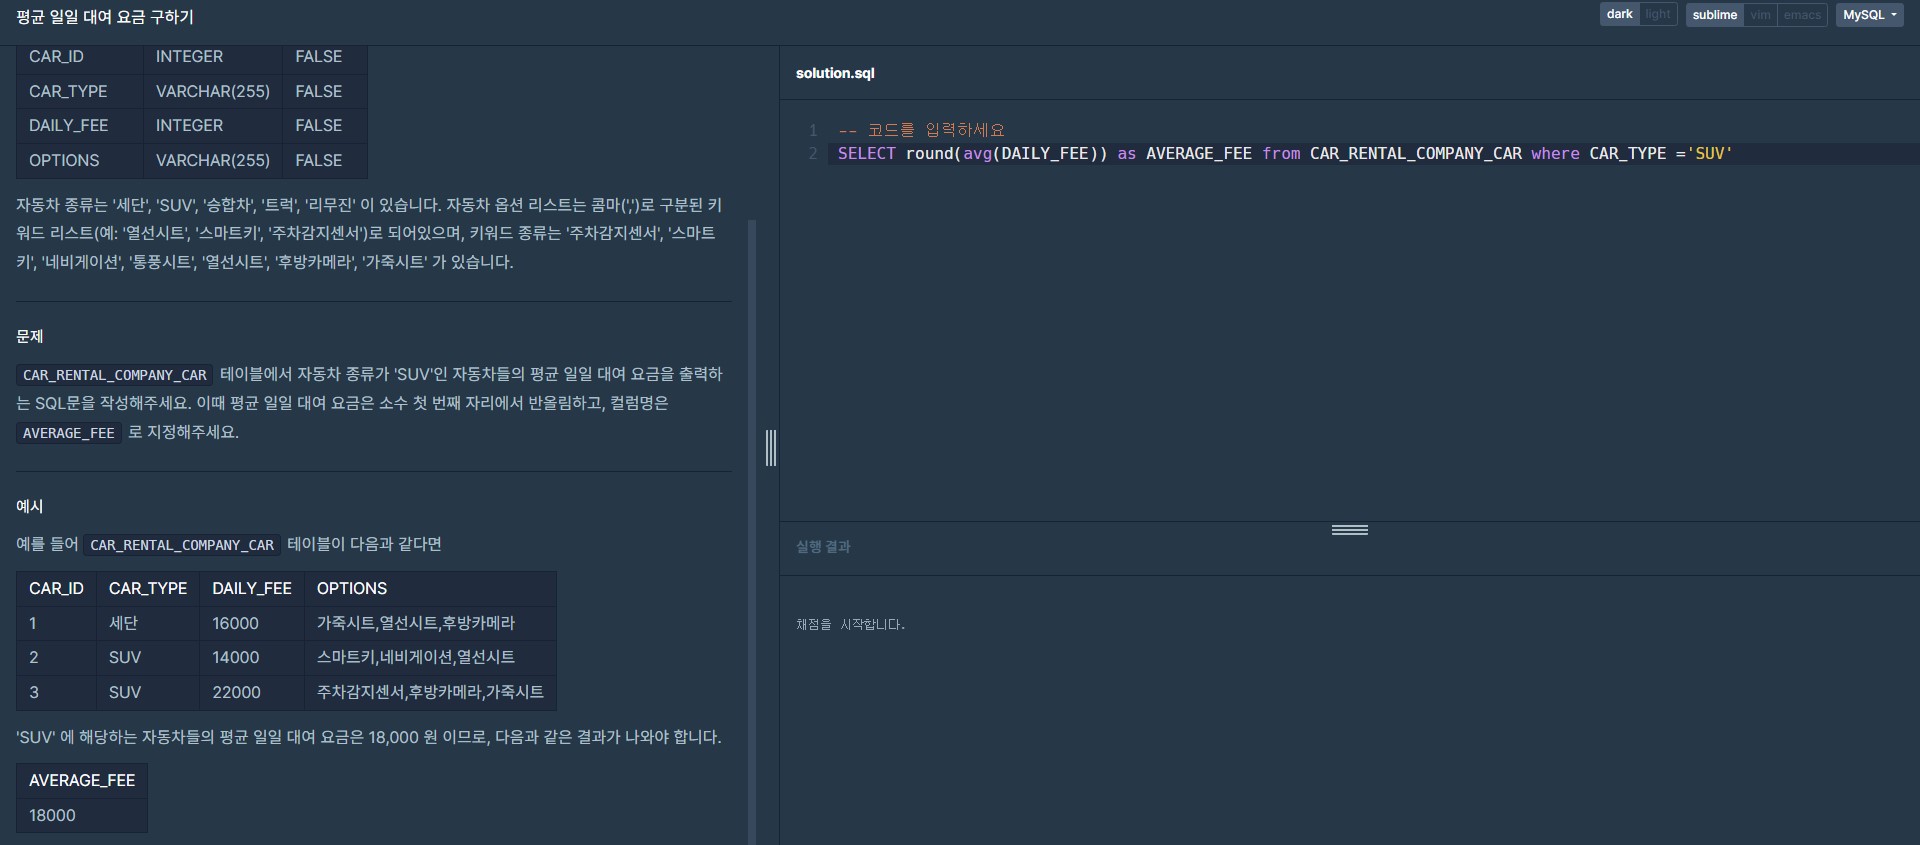 평균 일일 대여 요금 구하기
dark light sublime vim emacs MySQL
CAR_ID INTEGER FALSE
CAR_TYPE VARCHAR(255) FALSE
DAILY_FEE INTEGER FALSE
OPTIONS VARCHAR(255) FALSE
자동차 종류는 '세단', 'SUV', '승합차', '트럭', '리무진' 이 있습니다. 자동차 옵션 리스트는 콤마(',')로 구분된 키
워드 리스트(예: '열선시트', '스마트키', '주차감지센서')로 되어있으며, 키워드 종류는 '주차감지센서', '스마트
키', '네비게이션', '통풍시트', '열선시트', '후방카메라', '가죽시트' 가 있습니다.
문제
CAR_RENTAL_COMPANY_CAR 테이블에서 자동차 종류가 'SUV'인 자동차들의 평균 일일 대여 요금을 출력하
는 SQL문을 작성해주세요. 이때 평균 일일 대여 요금은 소수 첫 번째 자리에서 반올림하고, 컬럼명은
AVERAGE_FEE 로 지정해주세요.
예시
예를 들어 CAR_RENTAL_COMPANY_CAR 테이블이 다음과 같다면
CAR_ID CAR_TYPE DAILY_FEE OPTIONS
1 세단 16000 가죽시트,열선시트,후방카메라
2 SUV 14000 스마트키,네비게이션,열선시트
3 SUV 22000 주차감지센서,후방카메라,가죽시트
'SUV' 에 해당하는 자동차들의 평균 일일 대여 요금은 18,000 원 이므로, 다음과 같은 결과가 나와야 합니다.
AVERAGE_FEE
18000
solution.sql
1 -- 코드를 입력하세요
2 SELECT round(avg(DAILY_FEE)) as AVERAGE_FEE from CAR_RENTAL_COMPANY_CAR where CAR_TYPE ='SUV'
실행 결과
채점을 시작합니다.